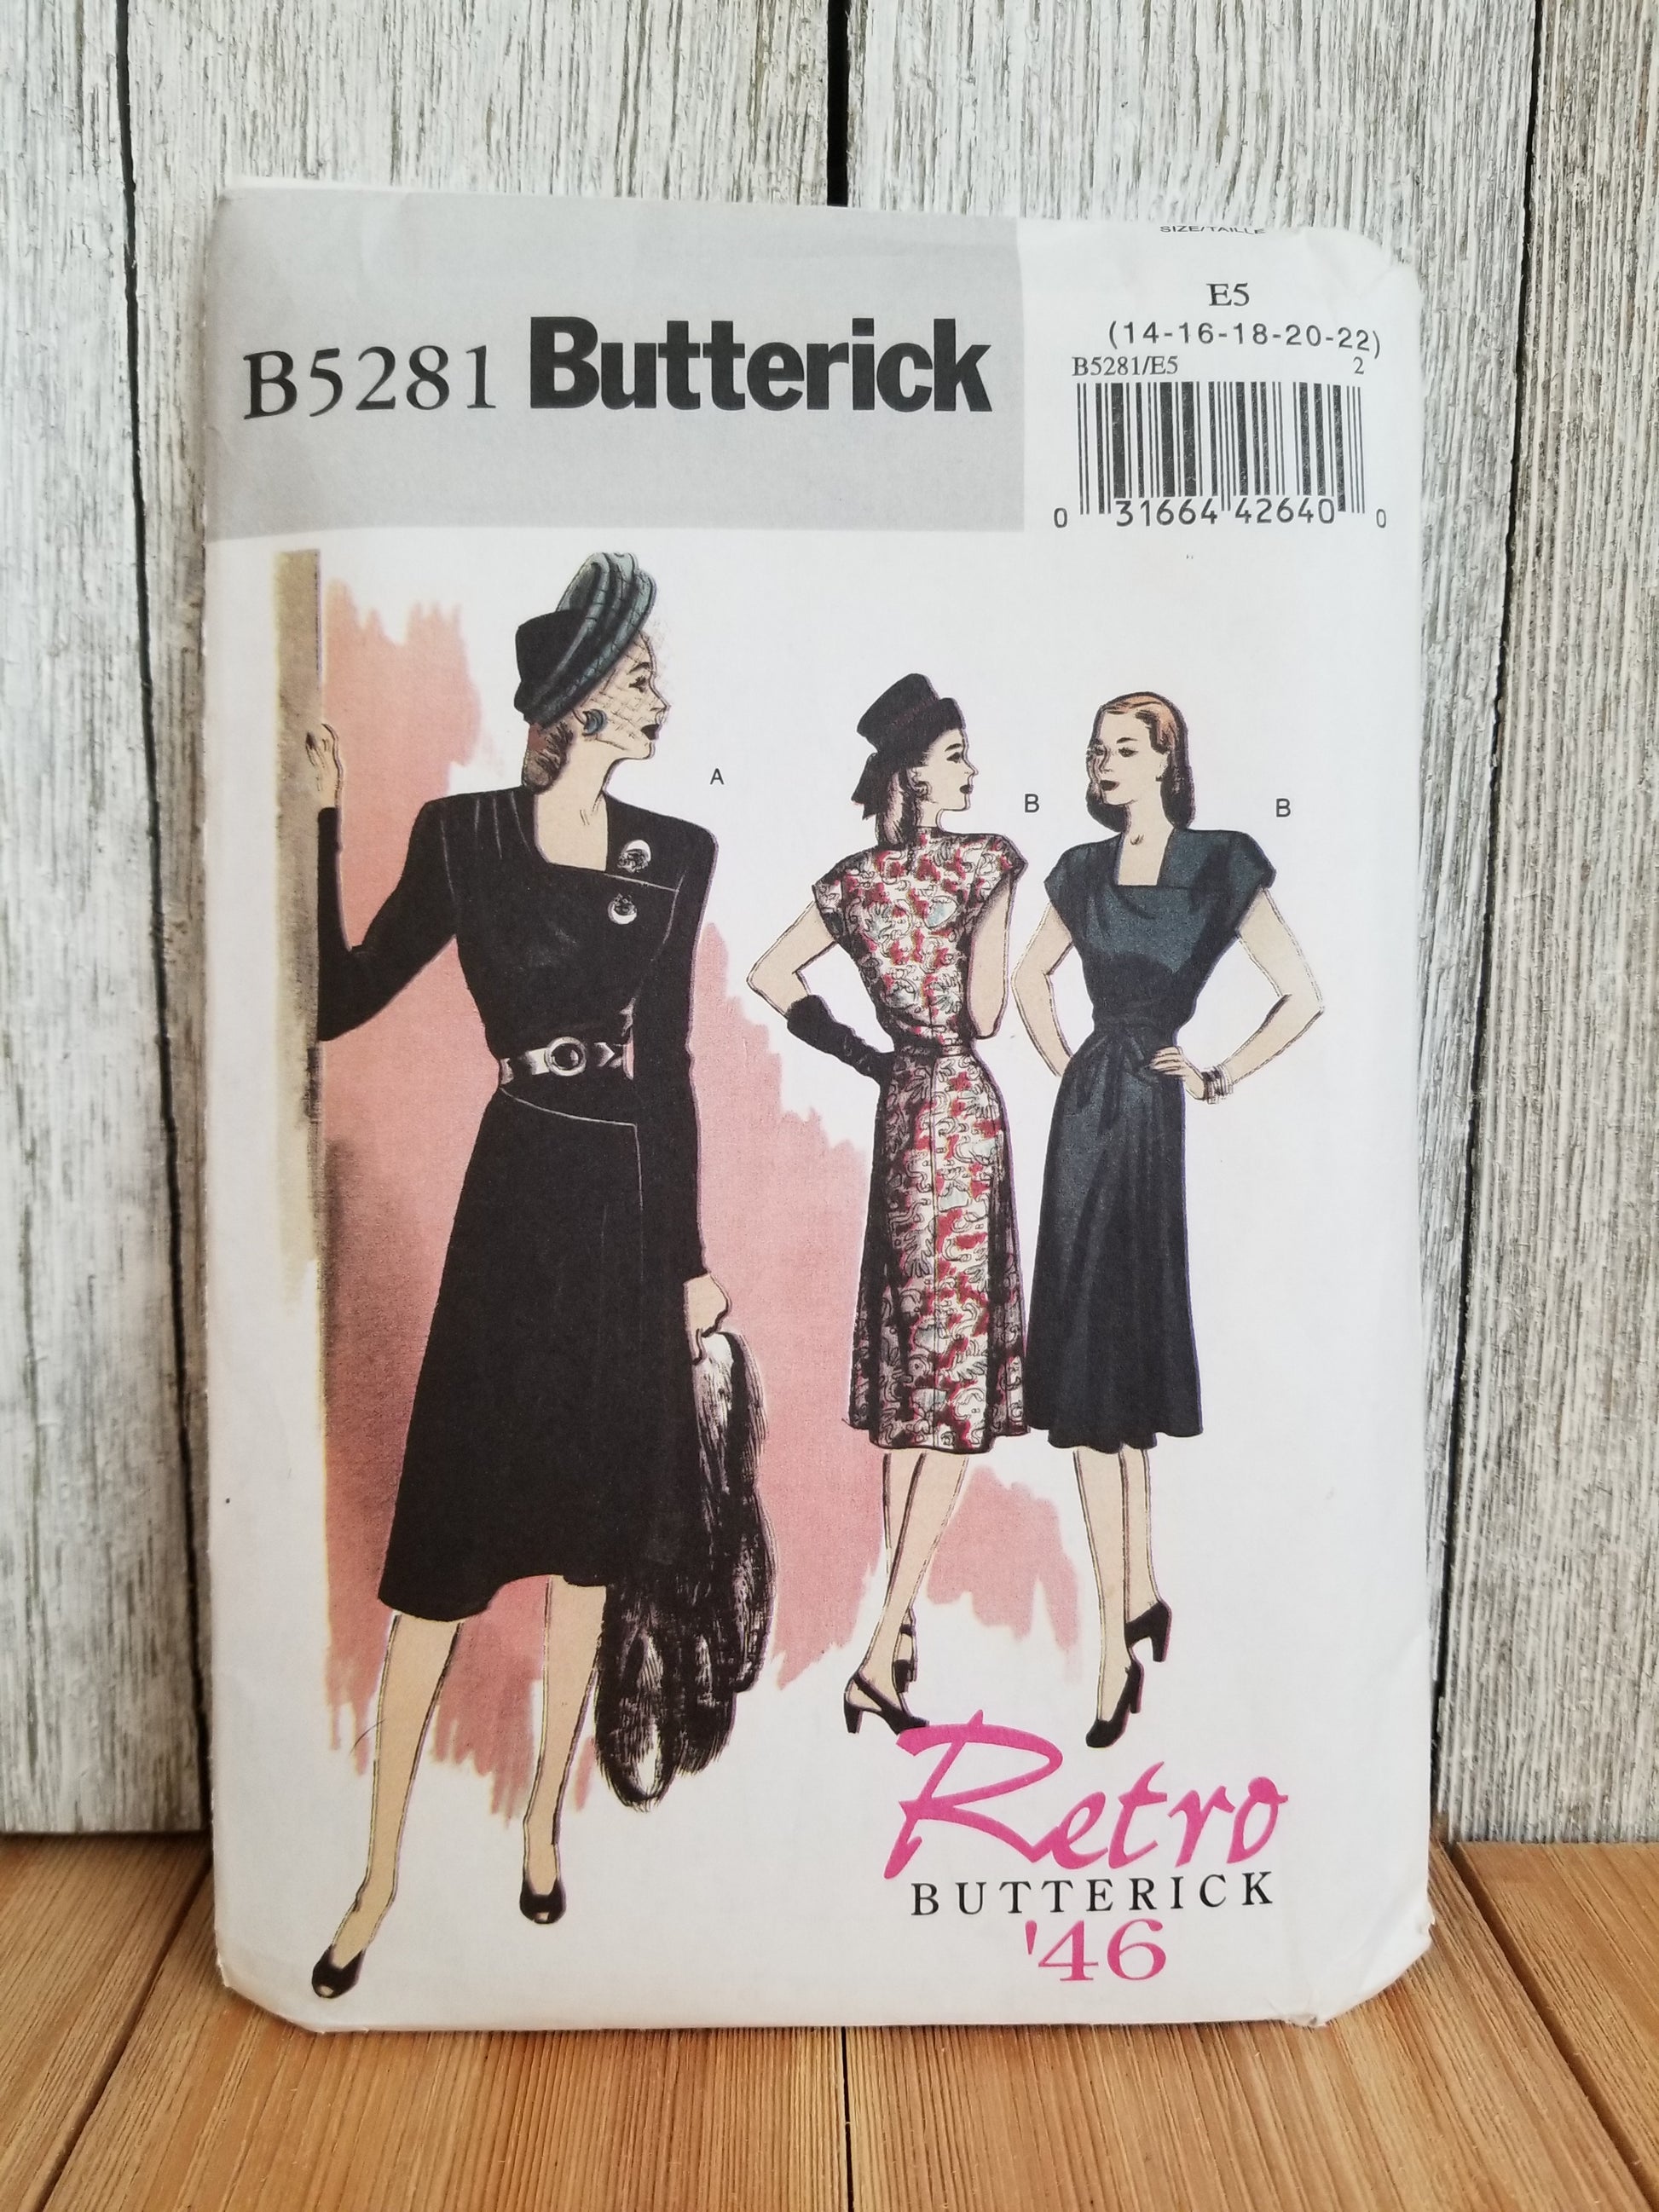 B5281 Butterick
SIZE/TAILLE
E5
(14-16-18-20-22)
B5281/E5 2
0 31664 42640 0
A
B
B
Retro
BUTTERICK
'46